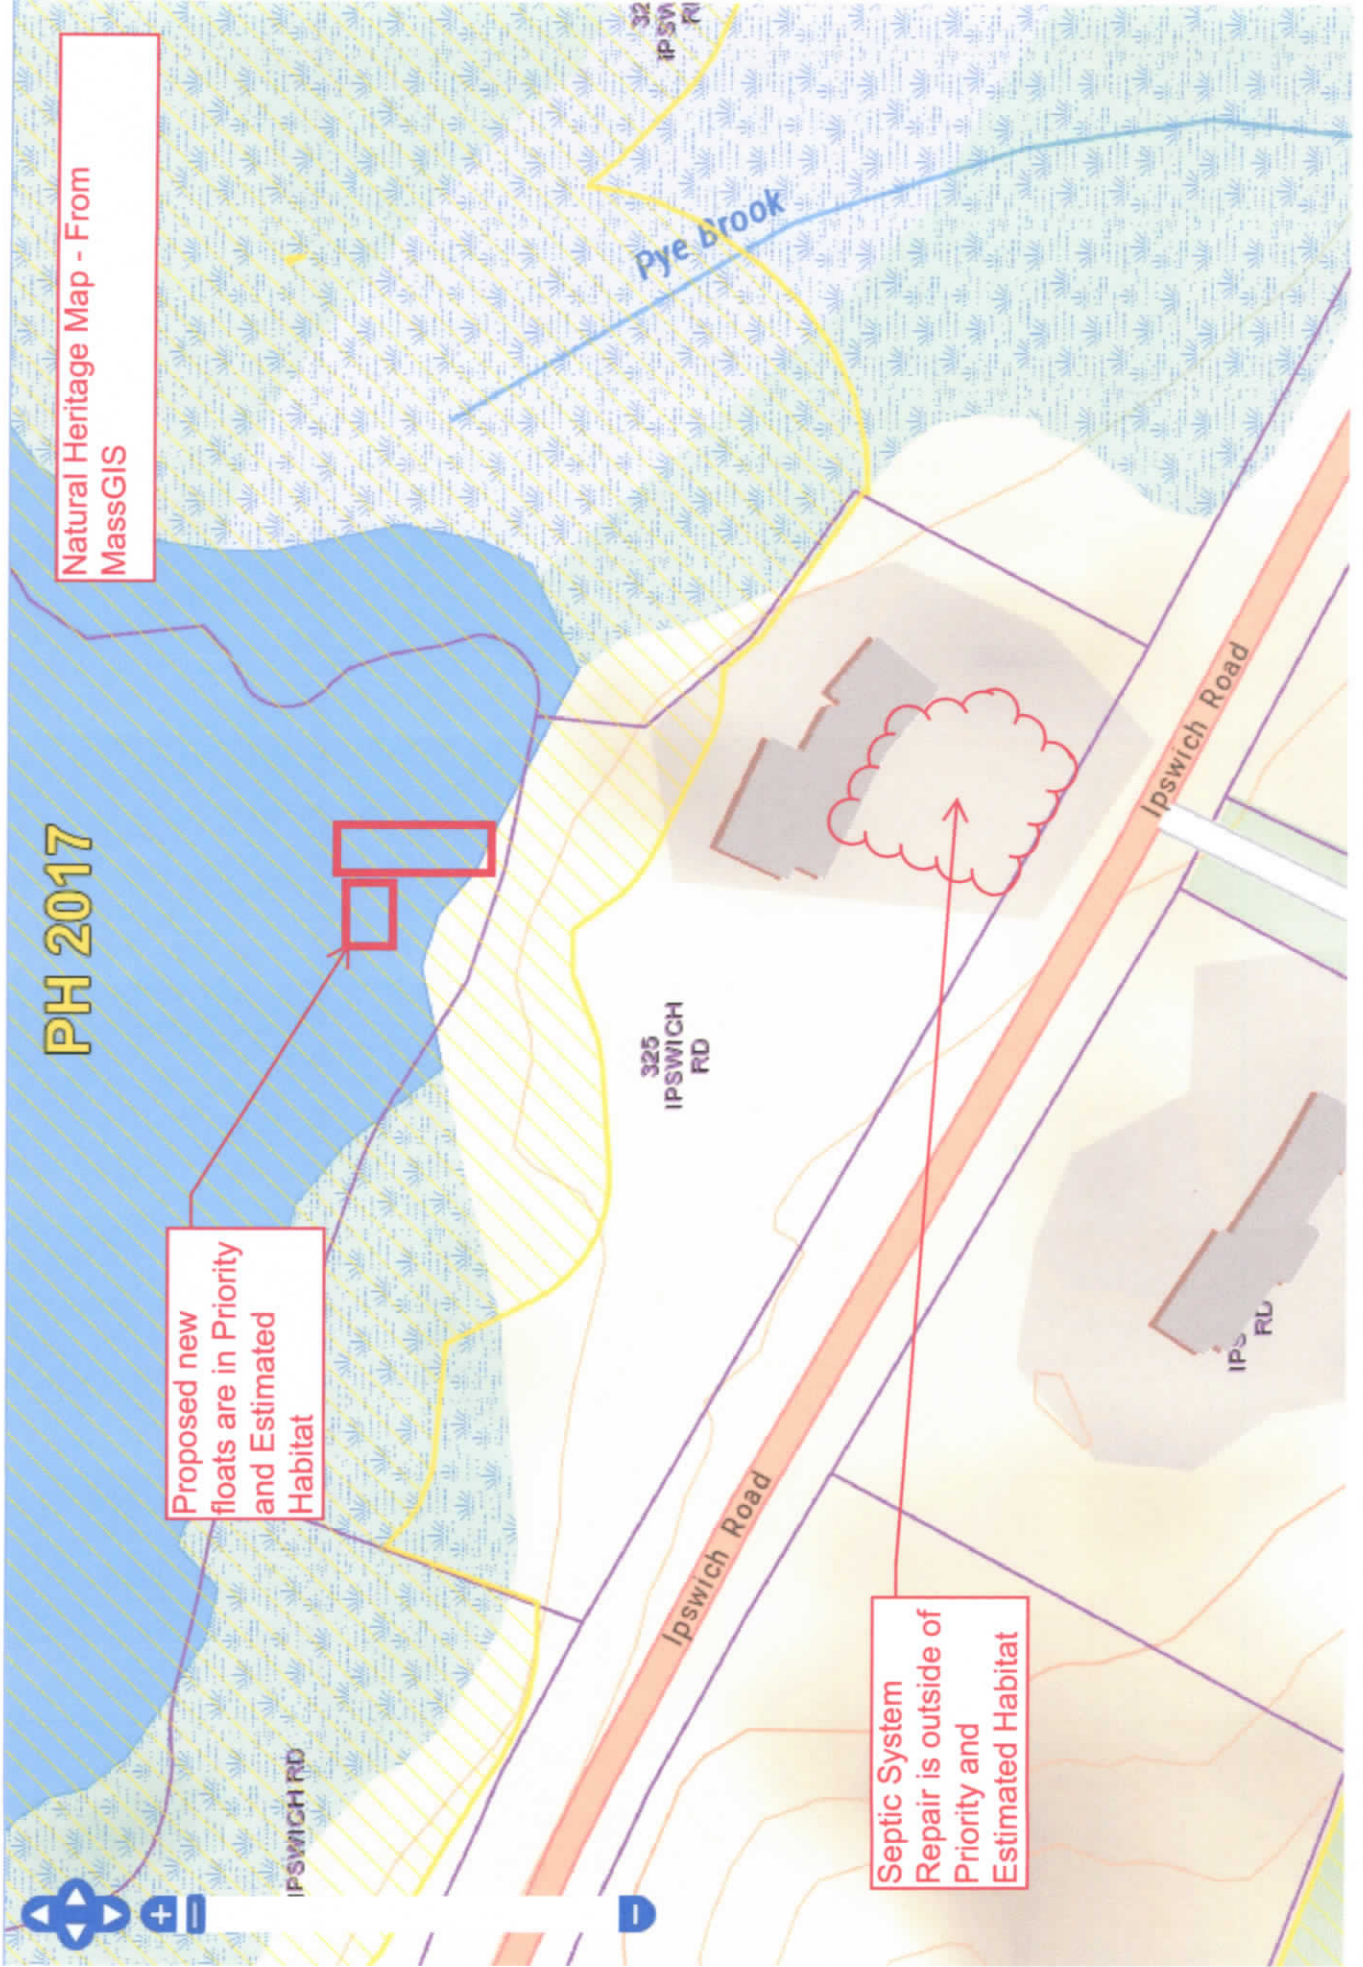 Natural Heritage Map - From
MassGIS
PH 2017
Proposed new
floats are in Priority
and Estimated
Habitat
Pye Brook
325
IPSWICH
RD
IPSWICH RD
Ipswich Road
Ipswich Road
Septic System
Repair is outside of
Priority and
Estimated Habitat
RD